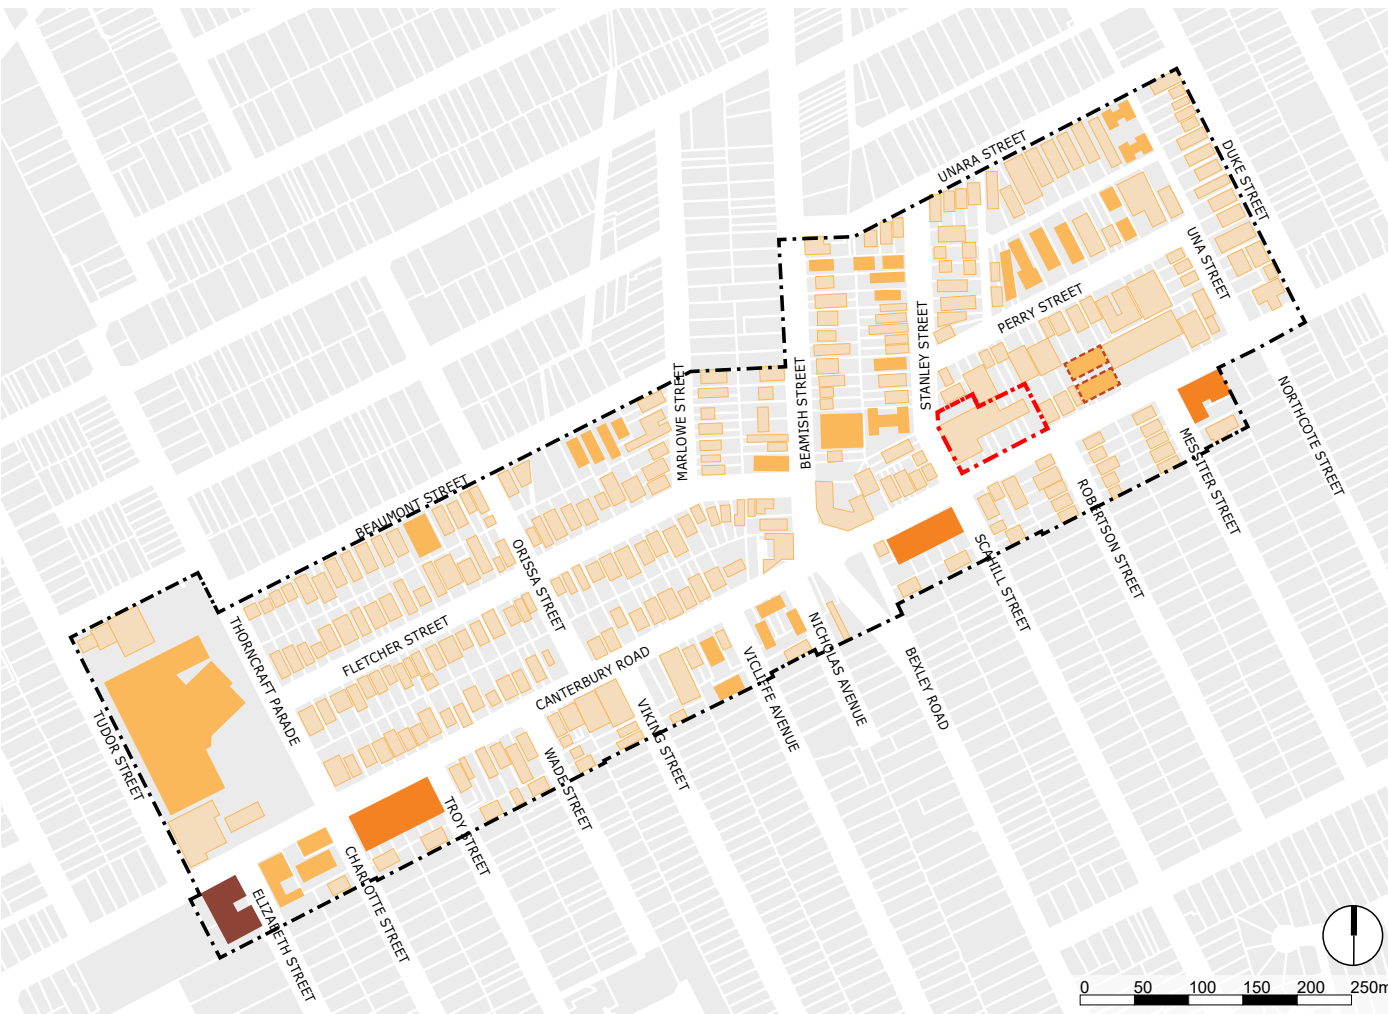 UNARA STREET
DUKE STREET
UNA STREET
PERRY STREET
STANLEY STREET
BEAMISH STREET
MARLOWE STREET
NORTHCOTE STREET
MESSITER STREET
ROBERTSON STREET
SCAHILL STREET
BEAUMONT STREET
ORISSA STREET
FLETCHER STREET
THORNCRAFT PARADE
CANTERBURY ROAD
NICHOLAS AVENUE
VICLIFFE AVENUE
BEXLEY ROAD
VIKING STREET
WADE STREET
TUDOR STREET
TROY STREET
CHARLOTTE STREET
ELIZABETH STREET
0 50 100 150 200 250m